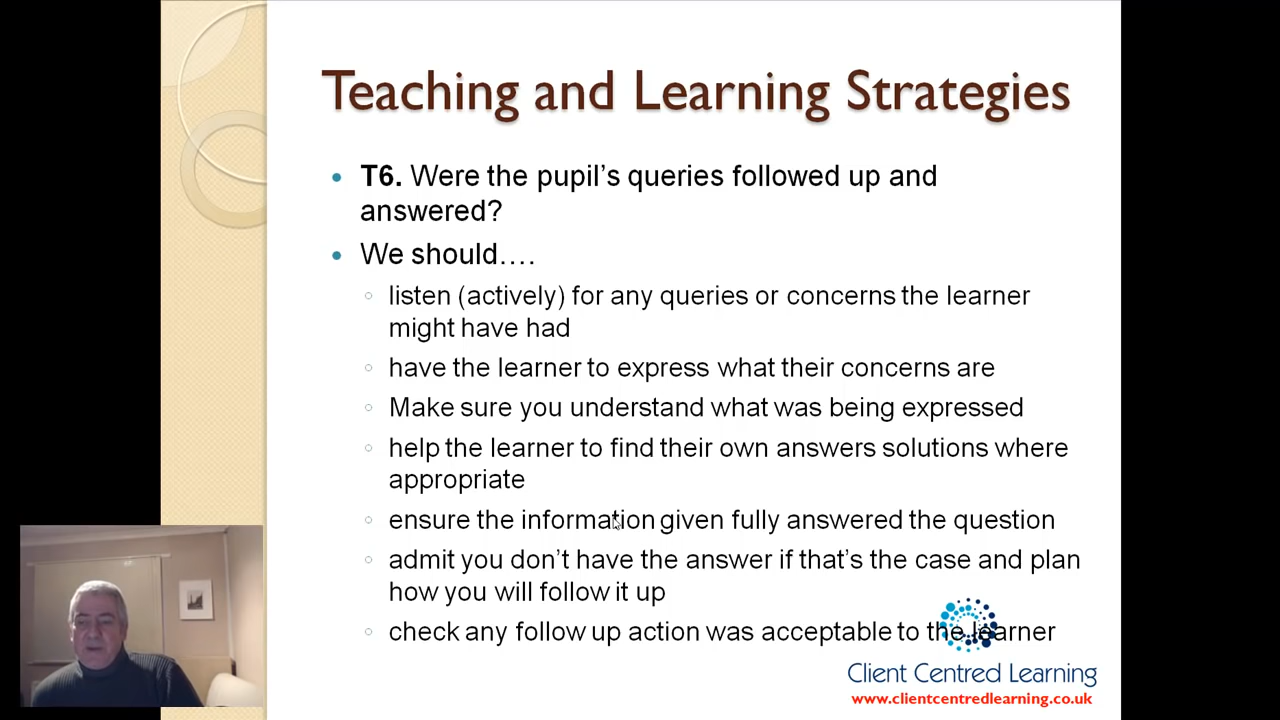 Teaching and Learning Strategies
T6. Were the pupil's queries followed up and
answered?
We should....
listen (actively) for any queries or concerns the learner
might have had
have the learner to express what their concerns are
Make sure you understand what was being expressed
help the learner to find their own answers solutions where
appropriate
ensure the information given fully answered the question
admit you don't have the answer if that's the case and plan
how you will follow it up
check any follow up action was acceptable to the learner
Client Centred Learning
www.clientcentredlearning.co.uk